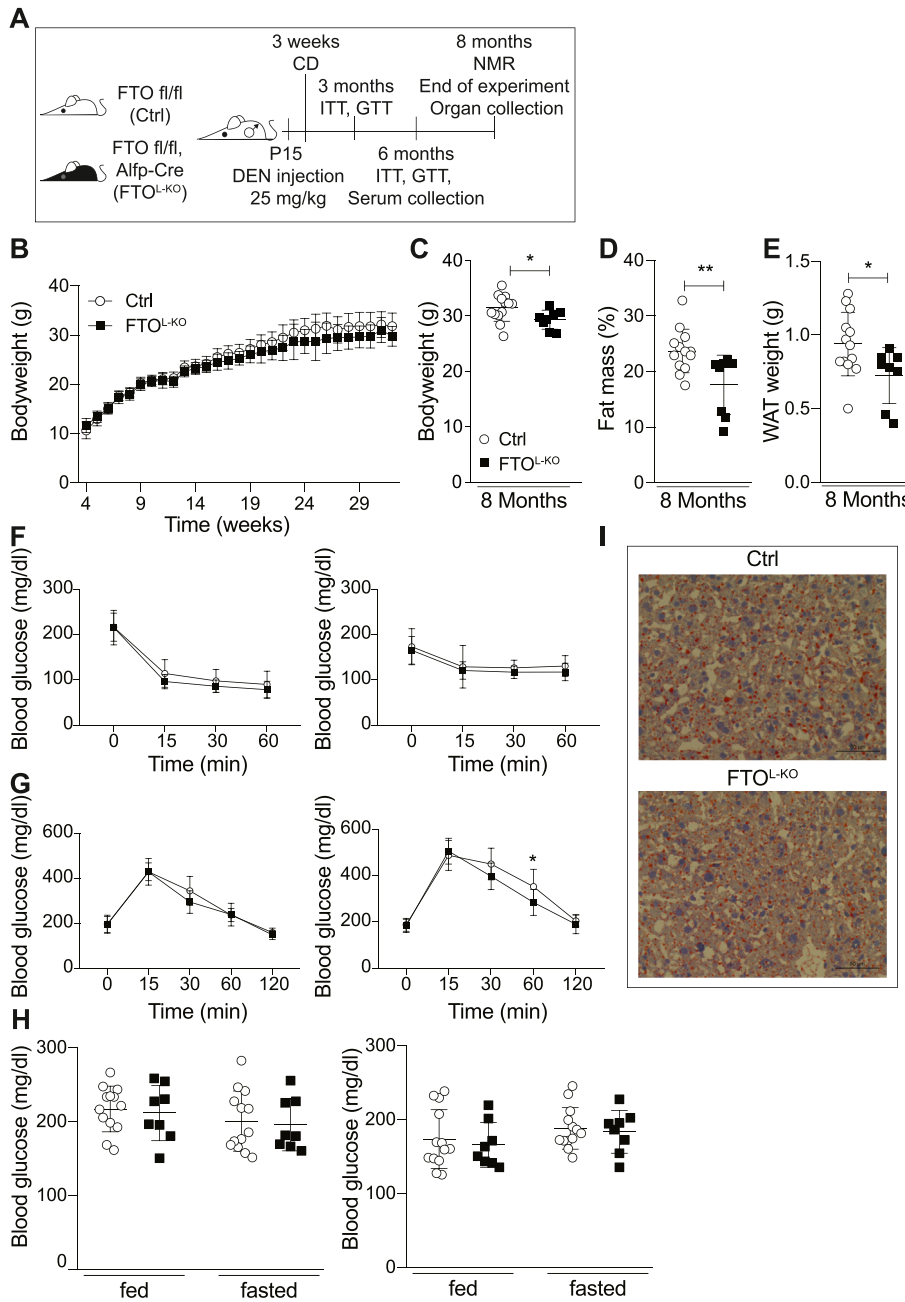 A
FTO fl/fl
(Ctrl)
FTO fl/fl,
Alfp-Cre
(FTO^L-KO)
3 weeks
CD
3 months
ITT, GTT
8 months
NMR
End of experiment
Organ collection
P15
DEN injection
25 mg/kg
6 months
ITT, GTT,
Serum collection
B
Bodyweight (g)
40
30
20
10
0
Ctrl
FTO^L-KO
4 9 14 19 24 29
Time (weeks)
C
Bodyweight (g)
40
30
20
10
0
*
Ctrl
FTO^L-KO
8 Months
D
Fat mass (%)
40
30
20
10
0
**
8 Months
E
WAT weight (g)
1.5
1.0
0.5
0.0
*
8 Months
F
Blood glucose (mg/dl)
300
200
100
0
0 15 30 60
Time (min)
Blood glucose (mg/dl)
300
200
100
0
0 15 30 60
Time (min)
G
Blood glucose (mg/dl)
600
400
200
0
0 15 30 60 120
Time (min)
Blood glucose (mg/dl)
600
400
200
0
*
0 15 30 60 120
Time (min)
H
Blood glucose (mg/dl)
300
200
100
0
fed fasted
Blood glucose (mg/dl)
300
200
100
0
fed fasted
I
Ctrl
FTO^L-KO